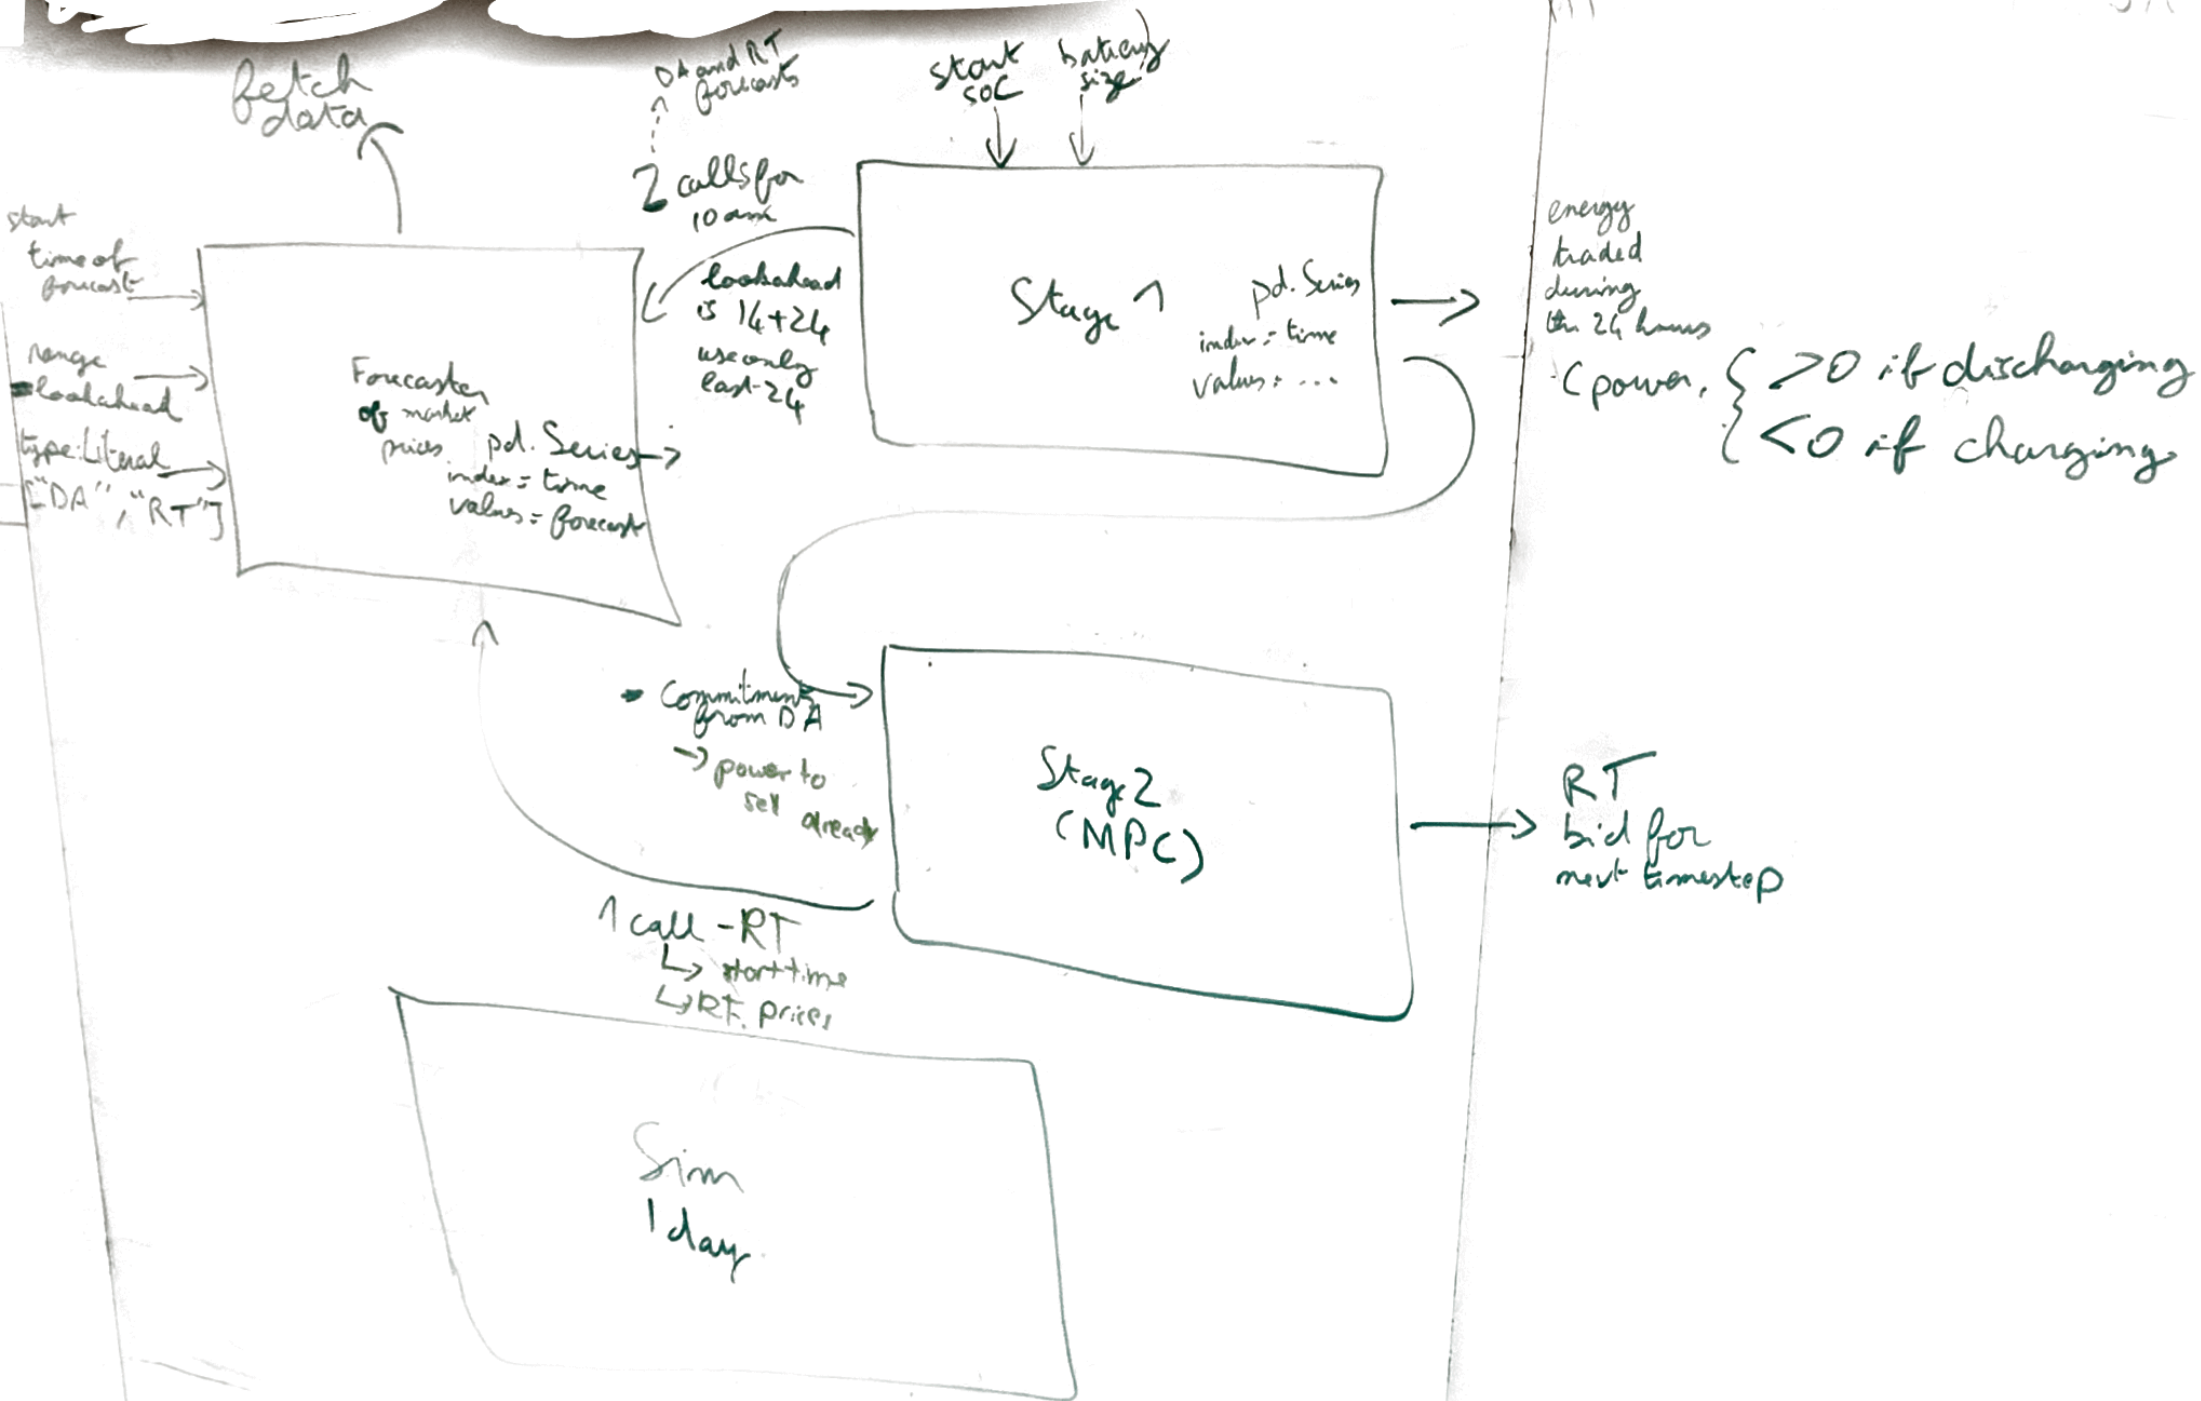 fetch
data
DA and RT
forecasts
2 calls for
10 am
start
SOC
battery
size
start
time of
forecast
range
= lookahead
type: Literal
["DA", "RT"]
Forecaster
of market
prices
pd. Series
index = time
values = forecast
lookahead
is 14+24
use only
last 24
Stage 1
pd. Series
index = time
values = ...
energy
traded
during
24 hours
(power, { >0 if discharging
<0 if charging
Commitment
from DA
→ power to
sell already
Stage 2
(MPC)
RT
bid for
next timestep
1 call - RT
↳ start time
↳ RT. prices
Sim
1 day